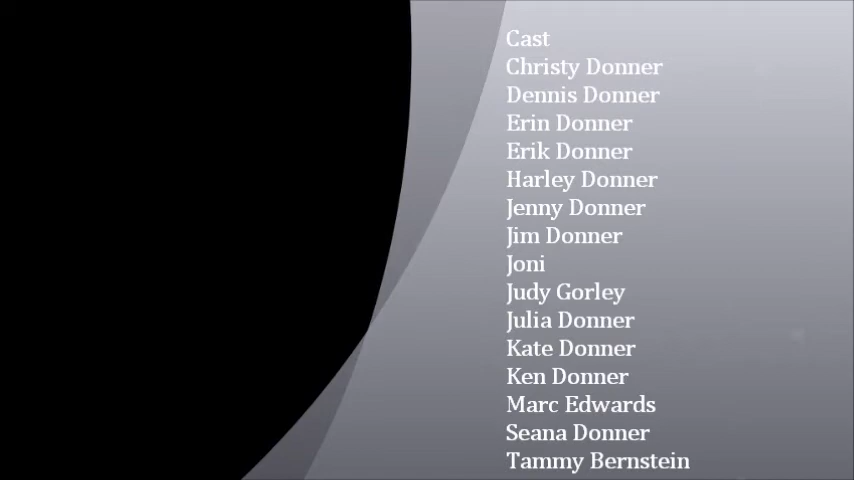 Cast
Christy Donner
Dennis Donner
Erin Donner
Erik Donner
Harley Donner
Jenny Donner
Jim Donner
Joni
Judy Gorley
Julia Donner
Kate Donner
Ken Donner
Marc Edwards
Seana Donner
Tammy Bernstein